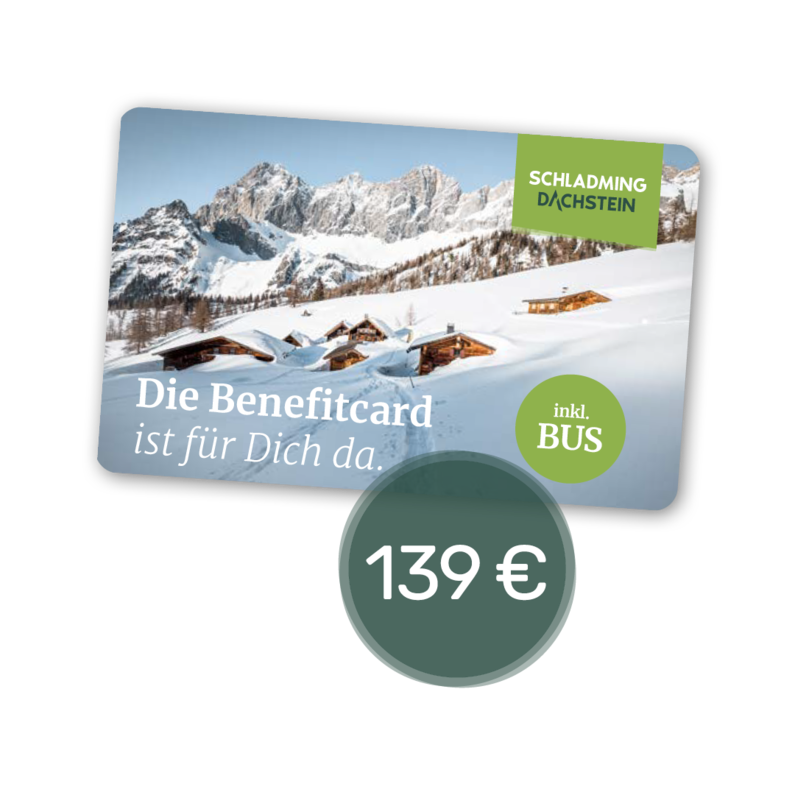 SCHLADMING
DACHSTEIN
Die Benefitcard
ist für Dich da.
inkl.
BUS
139 €